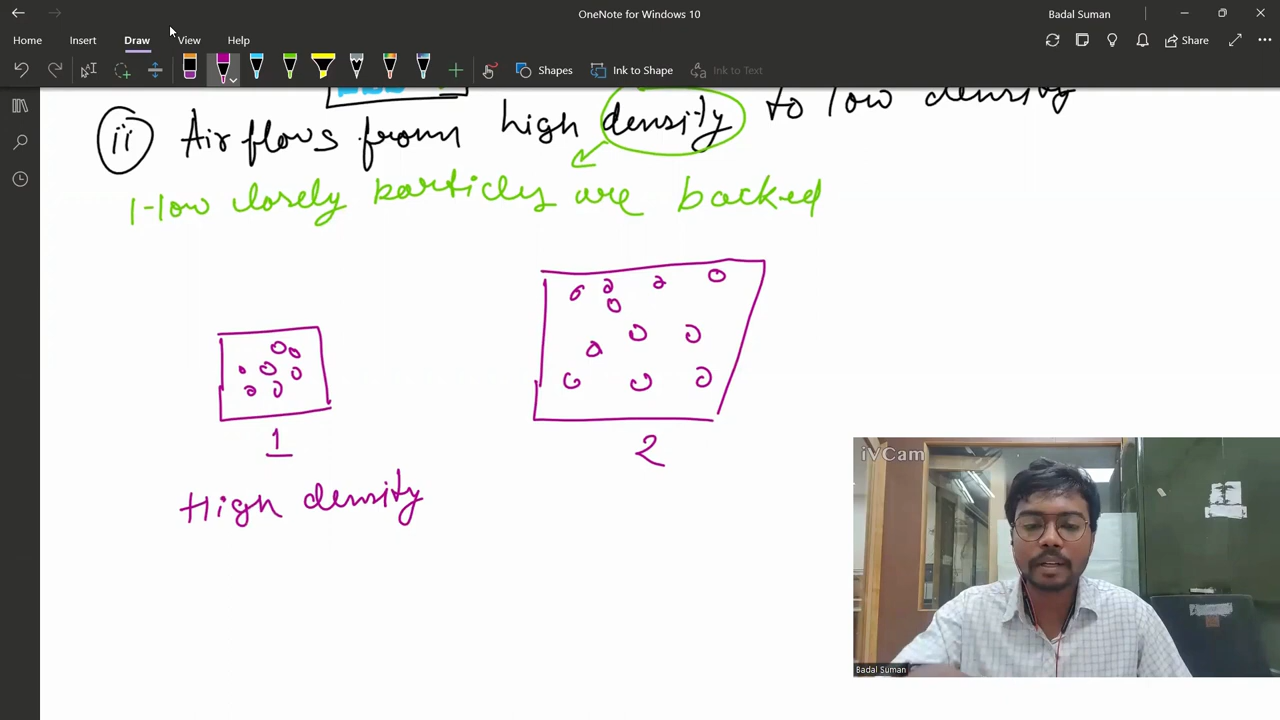 OneNote for Windows 10
Badal Suman
Home Insert Draw View Help
Share
Shapes Ink to Shape Ink to Text
ii Air flows from high density to low density
How closely particles are backed
1
2
High density
iVCam
Badal Suman